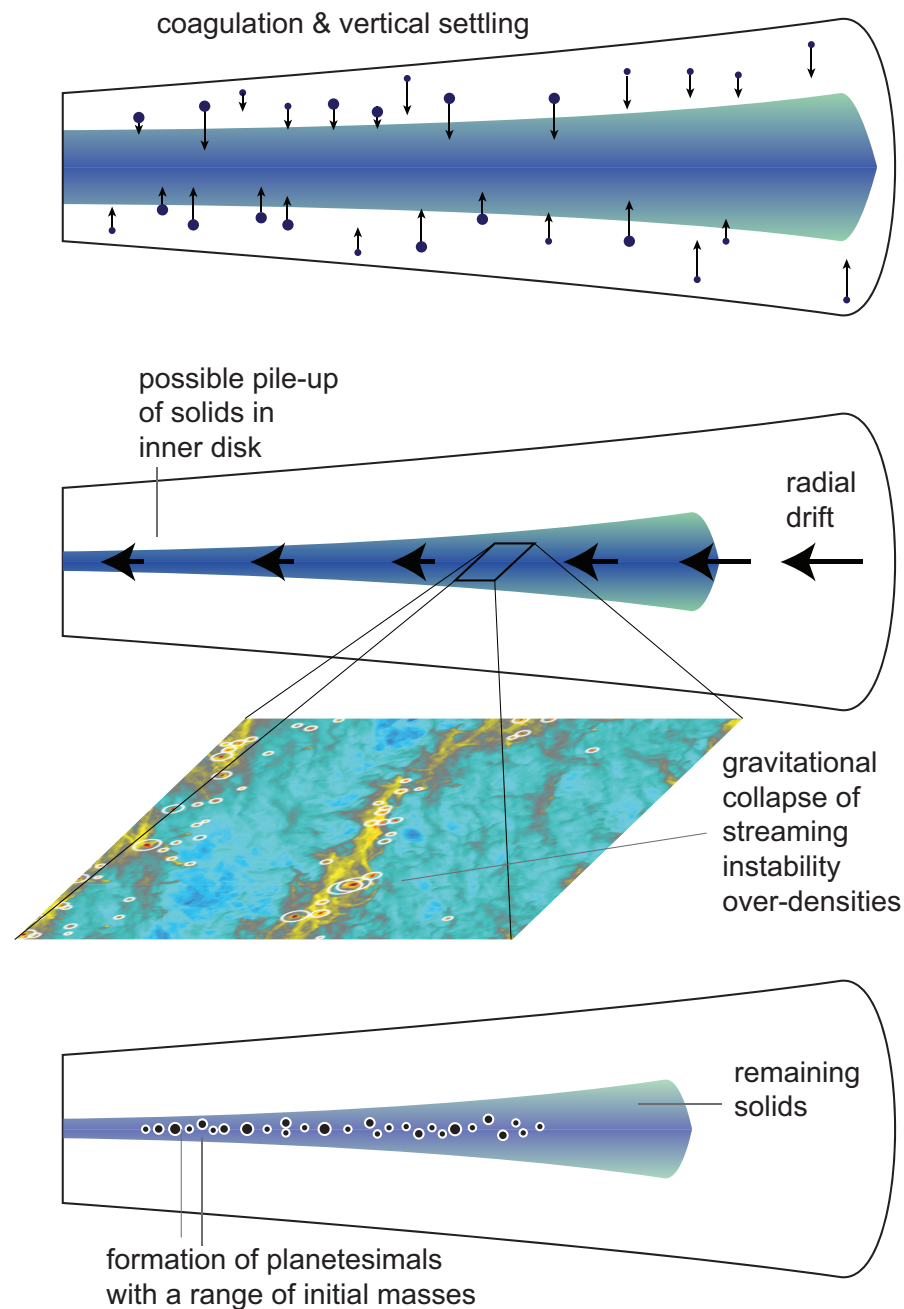 coagulation & vertical settling
possible pile-up
of solids in
inner disk
radial
drift
gravitational
collapse of
streaming
instability
over-densities
remaining
solids
formation of planetesimals
with a range of initial masses